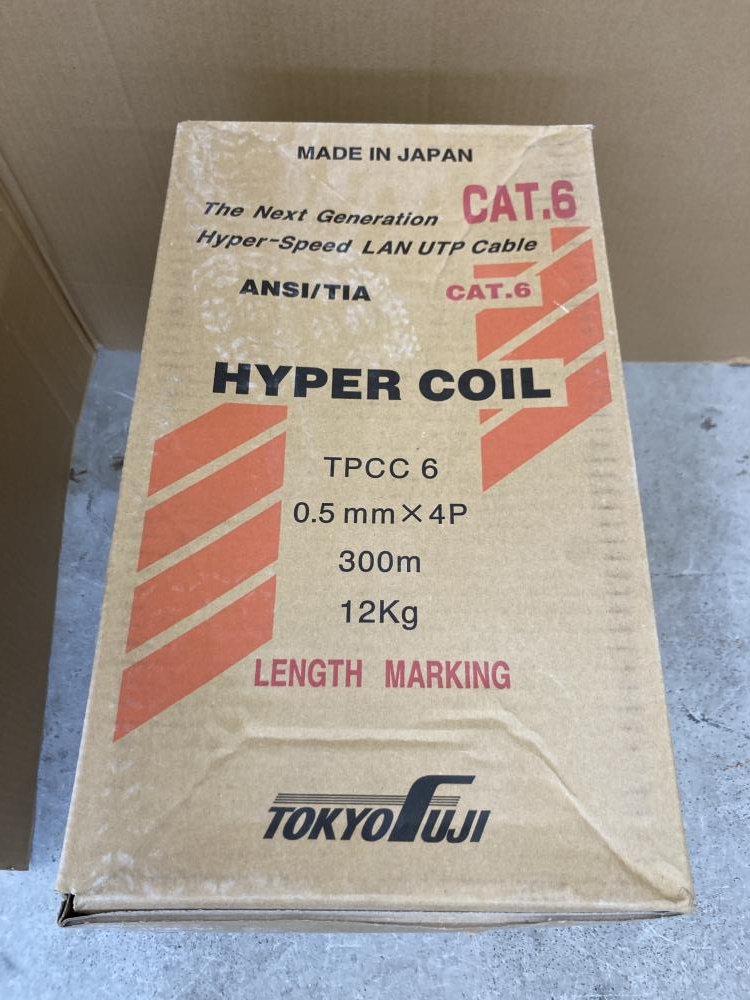 MADE IN JAPAN
The Next Generation CAT.6
Hyper-Speed LAN UTP Cable
ANSI/TIA CAT.6
HYPER COIL
TPCC 6
0.5 mm×4P
300m
12Kg
LENGTH MARKING
TOKYO FUJI